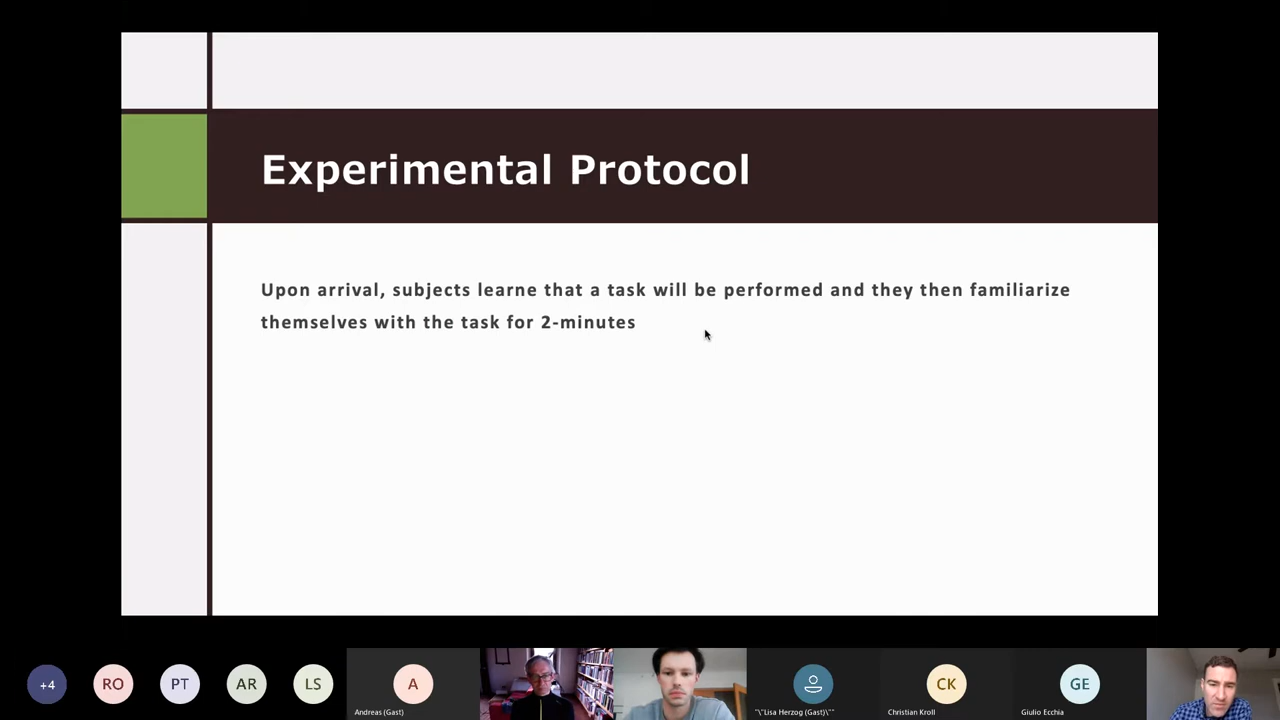 Experimental Protocol
Upon arrival, subjects learne that a task will be performed and they then familiarize
themselves with the task for 2-minutes
+4
RO
PT
AR
LS
A
CK
GE
Andreas (Gast)
"\"Lisa Herzog (Gast)\""
Christian Kroll
Giulio Ecchia